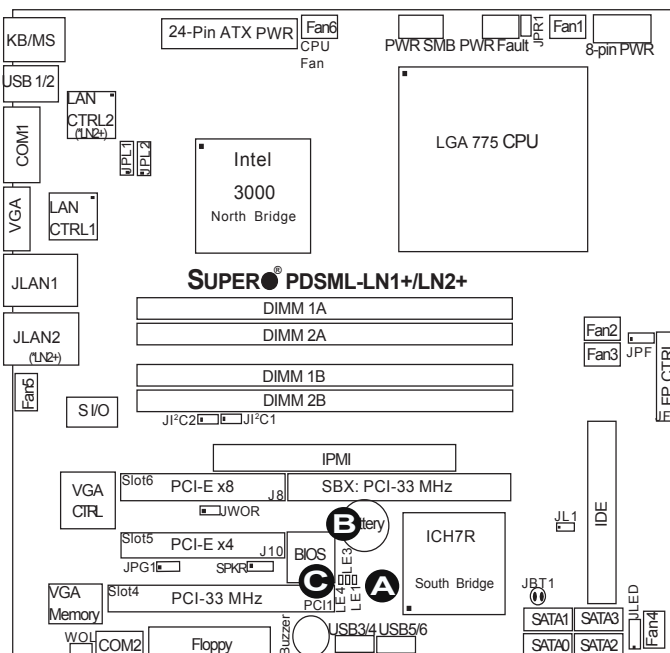 KB/MS
24-Pin ATX PWR
Fan6
CPU
Fan
PWR SMB
PWR Fault
JPR1
Fan1
8-pin PWR
USB 1/2
LAN
CTRL2
(*LN2+)
COM1
JPL1
JPL2
Intel
3000
North Bridge
LGA 775 CPU
VGA
LAN
CTRL1
JLAN1
SUPER® PDSML-LN1+/LN2+
DIMM 1A
DIMM 2A
JLAN2
(*LN2+)
Fan2
Fan3
JPF
FP CTRL
Fan5
DIMM 1B
DIMM 2B
S I/O
JI²C2
JI²C1
IPMI
VGA
CTRL
Slot6
PCI-E x8
J8
SBX: PCI-33 MHz
JWOR
B
ttery
ICH7R
South Bridge
JL1
IDE
Slot5
PCI-E x4
J10
BIOS
LE3
JPG1
SPKR
C
A
VGA
Memory
Slot4
PCI-33 MHz
PCI1
LE4
LE1
JBT1
JLED
SATA1
SATA3
Fan4
WOL
COM2
Floppy
Buzzer
USB3/4
USB5/6
SATA0
SATA2